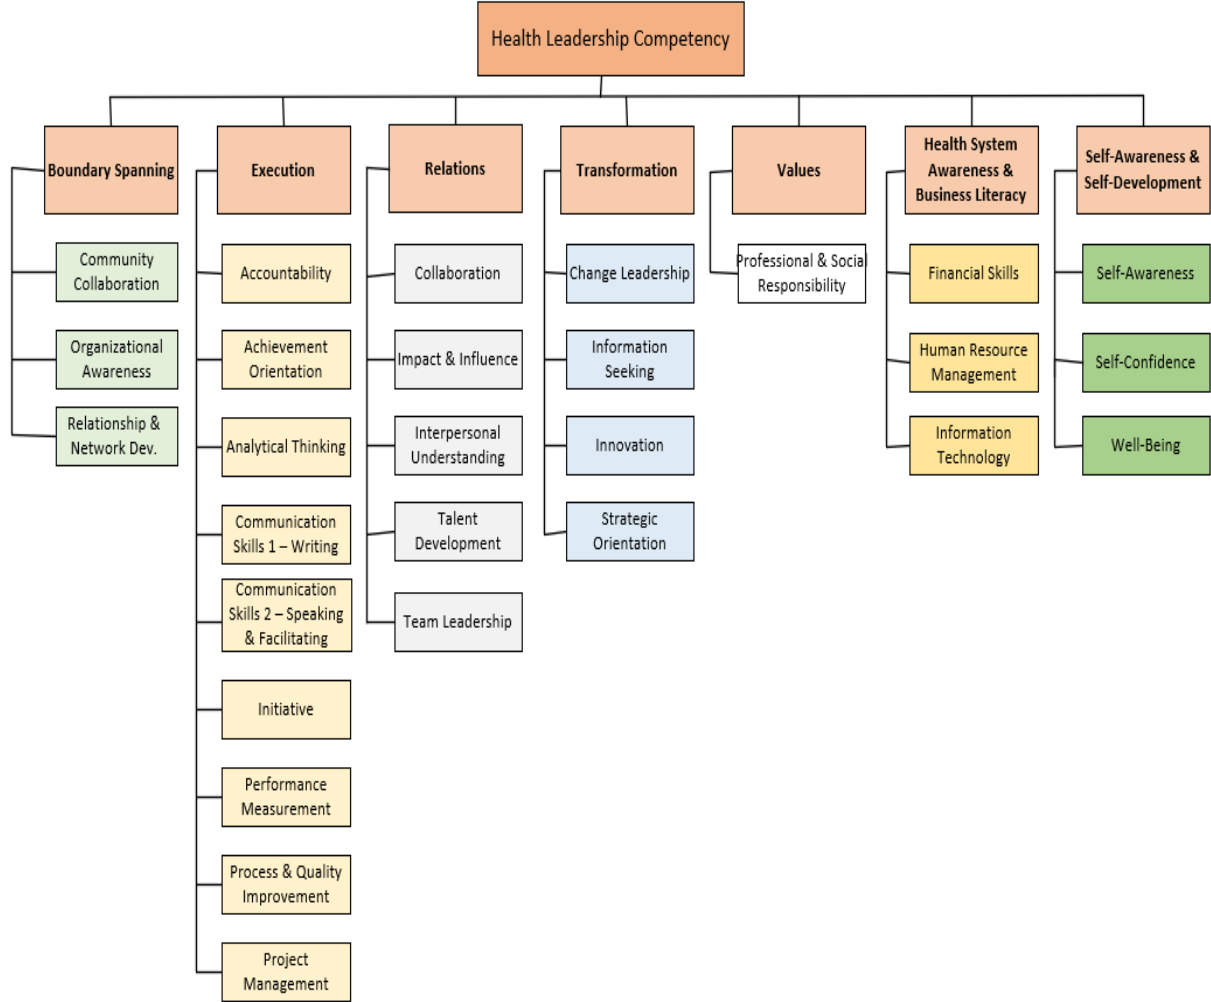 Health Leadership Competency
Boundary Spanning
Community
Collaboration
Organizational
Awareness
Relationship &
Network Dev.
Execution
Accountability
Achievement
Orientation
Analytical Thinking
Communication
Skills 1 – Writing
Communication
Skills 2 – Speaking
& Facilitating
Initiative
Performance
Measurement
Process & Quality
Improvement
Project
Management
Relations
Collaboration
Impact & Influence
Interpersonal
Understanding
Talent
Development
Team Leadership
Transformation
Change Leadership
Information
Seeking
Innovation
Strategic
Orientation
Values
Professional & Social
Responsibility
Health System
Awareness &
Business Literacy
Financial Skills
Human Resource
Management
Information
Technology
Self-Awareness &
Self-Development
Self-Awareness
Self-Confidence
Well-Being